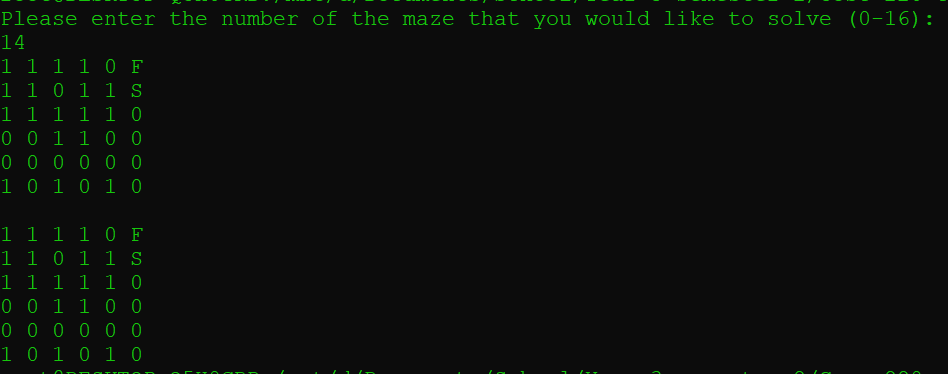 Please enter the number of the maze that you would like to solve (0-16):
14
1 1 1 1 0 F
1 1 0 1 1 S
1 1 1 1 1 0
0 0 1 1 0 0
0 0 0 0 0 0
1 0 1 0 1 0
1 1 1 1 0 F
1 1 0 1 1 S
1 1 1 1 1 0
0 0 1 1 0 0
0 0 0 0 0 0
1 0 1 0 1 0